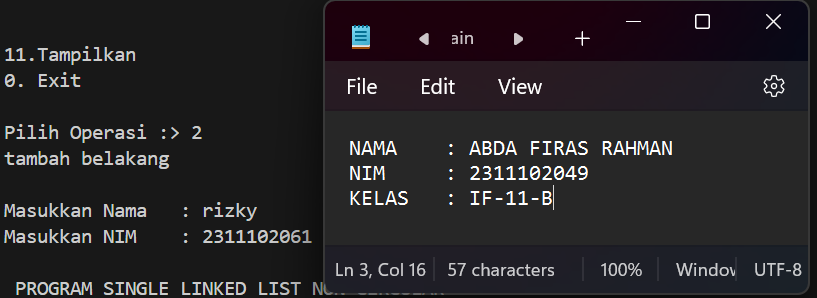 11.Tampilkan
0. Exit
Pilih Operasi :> 2
tambah belakang
Masukkan Nama : rizky
Masukkan NIM : 2311102061
PROGRAM SINGLE LINKED LIST NON
ain
File Edit View
NAMA : ABDA FIRAS RAHMAN
NIM : 2311102049
KELAS : IF-11-B
Ln 3, Col 16 57 characters 100% Window UTF-8